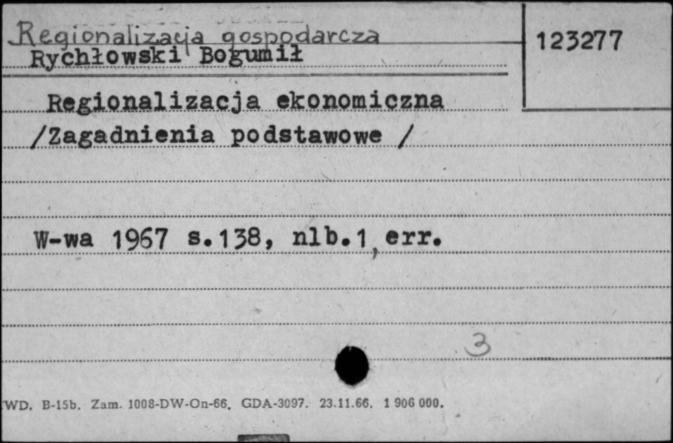 Regionalizacja gospodarcza
123277
Rychłowski Bogumił
Regionalizacja ekonomiczna
/Zagadnienia podstawowe /
W-wa 1967 s.138, nlb.1, err.
3
WD. B-15b. Zam. 1008-DW-On-66. GDA-3097. 23.11.66. 1 906 000.